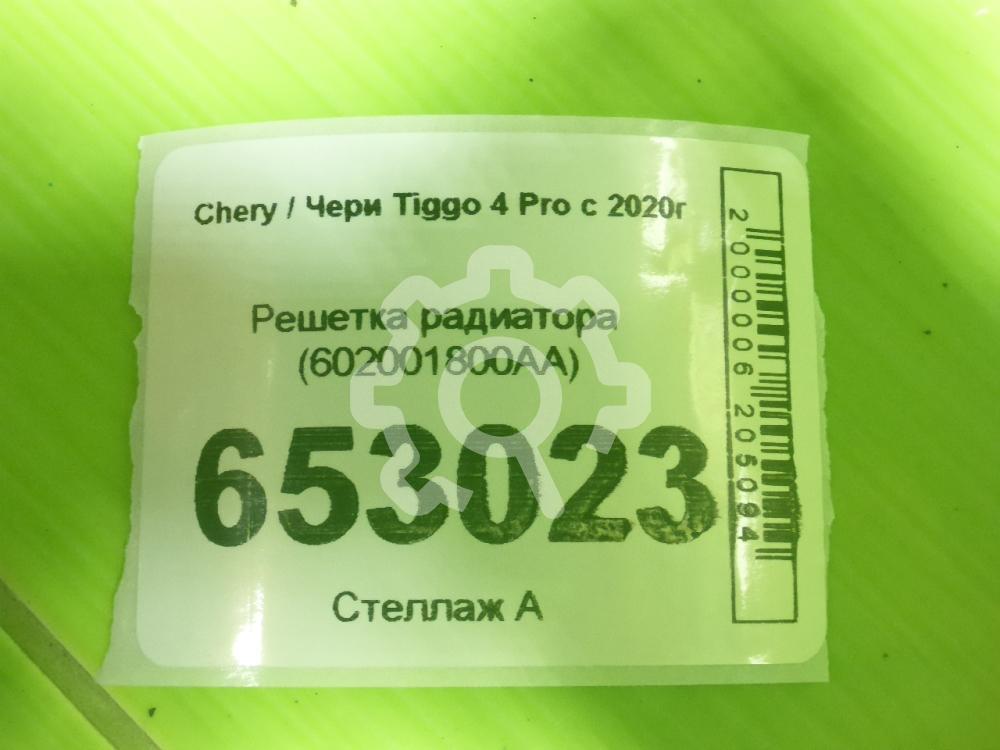 Chery / Чери Tiggo 4 Pro с 2020г
Решетка радиатора
(602001800AA)
653023
Стеллаж А
2000006205094